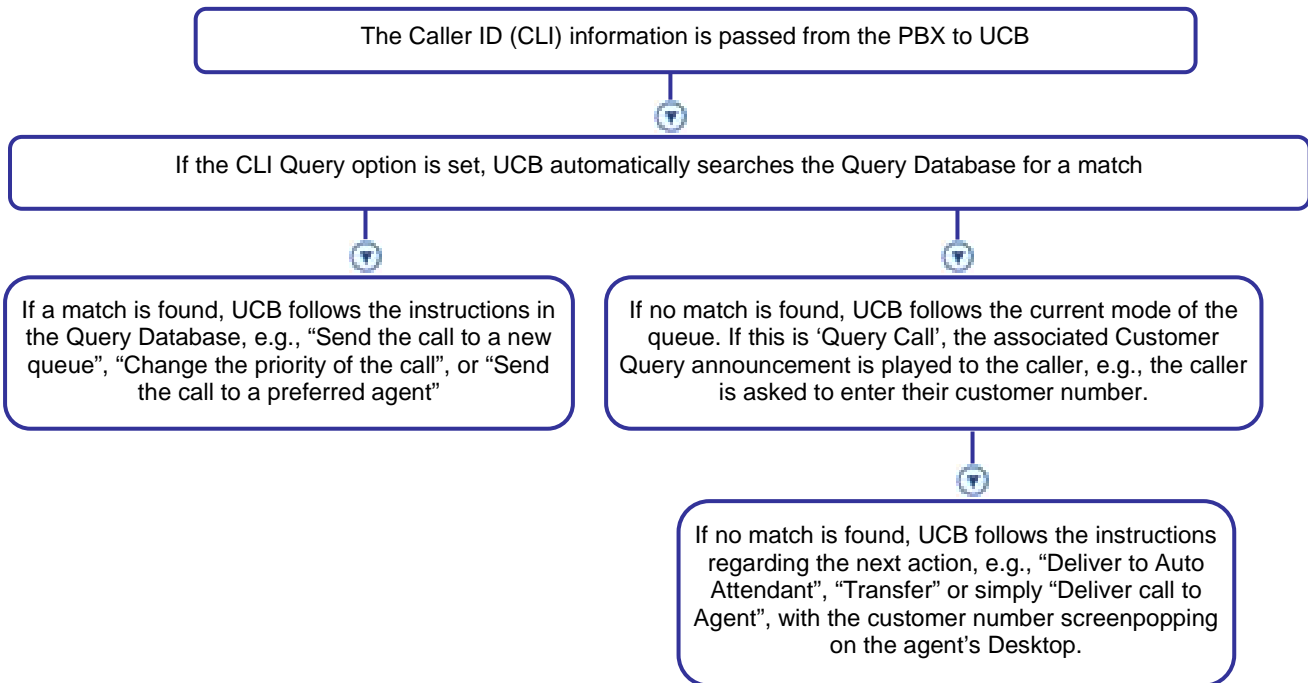 The Caller ID (CLI) information is passed from the PBX to UCB
If the CLI Query option is set, UCB automatically searches the Query Database for a match
If a match is found, UCB follows the instructions in
the Query Database, e.g., “Send the call to a new
queue”, “Change the priority of the call”, or “Send
the call to a preferred agent”
If no match is found, UCB follows the current mode of the
queue. If this is ‘Query Call’, the associated Customer
Query announcement is played to the caller, e.g., the caller
is asked to enter their customer number.
If no match is found, UCB follows the instructions
regarding the next action, e.g., “Deliver to Auto
Attendant”, “Transfer” or simply “Deliver call to
Agent”, with the customer number screenpopping
on the agent’s Desktop.